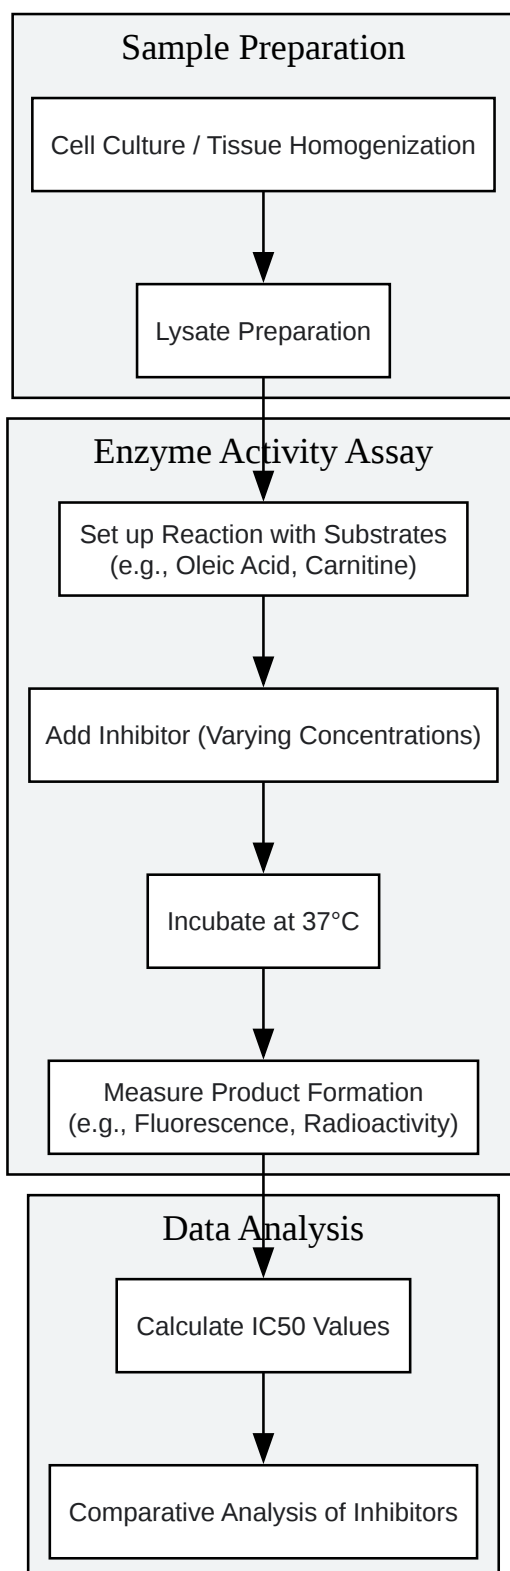 Sample Preparation
Cell Culture / Tissue Homogenization
Lysate Preparation
Enzyme Activity Assay
Set up Reaction with Substrates
(e.g., Oleic Acid, Carnitine)
Add Inhibitor (Varying Concentrations)
Incubate at 37°C
Measure Product Formation
(e.g., Fluorescence, Radioactivity)
Data Analysis
Calculate IC50 Values
Comparative Analysis of Inhibitors